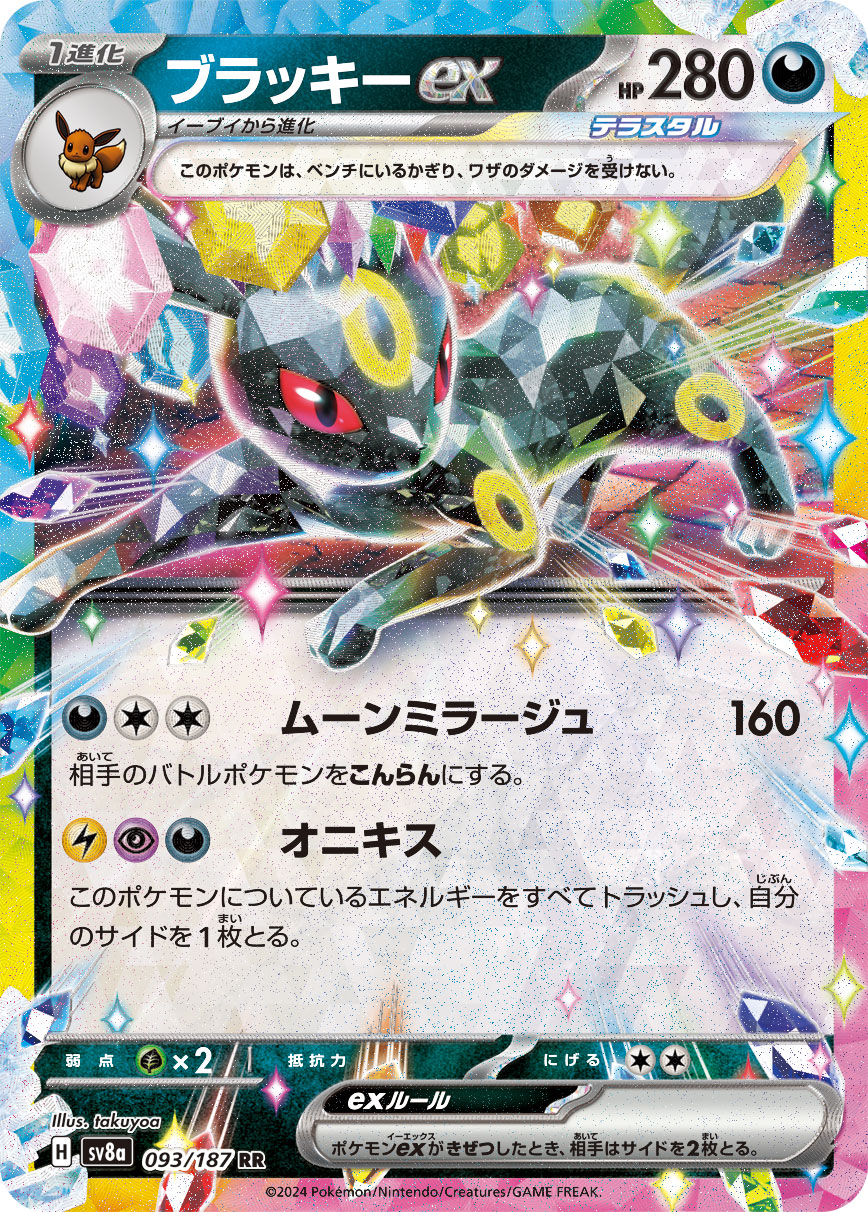 1進化
ブラッキーex
HP280
イーブイから進化
テラスタル
このポケモンは、ベンチにいるかぎり、ワザのダメージを受けない。
ムーンミラージュ 160
相手のバトルポケモンをこんらんにする。
オニキス
このポケモンについているエネルギーをすべてトラッシュし、自分
のサイドを1枚とる。
弱点 ×2 抵抗力 にげる
exルール
ポケモンexがきぜつしたとき、相手はサイドを2枚とる。
Illus. takuyoa
H sv8a 093/187 RR
©2024 Pokémon/Nintendo/Creatures/GAME FREAK.